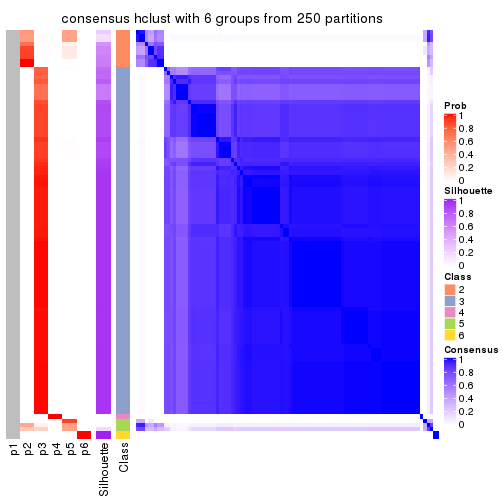 consensus hclust with 6 groups from 250 partitions
Prob
1
0.8
0.6
0.4
0.2
0
Silhouette
1
0.8
0.6
0.4
0.2
0
Class
2
3
4
5
6
Consensus
1
0.8
0.6
0.4
0.2
0
p1
p2
p3
p4
p5
p6
Silhouette
Class